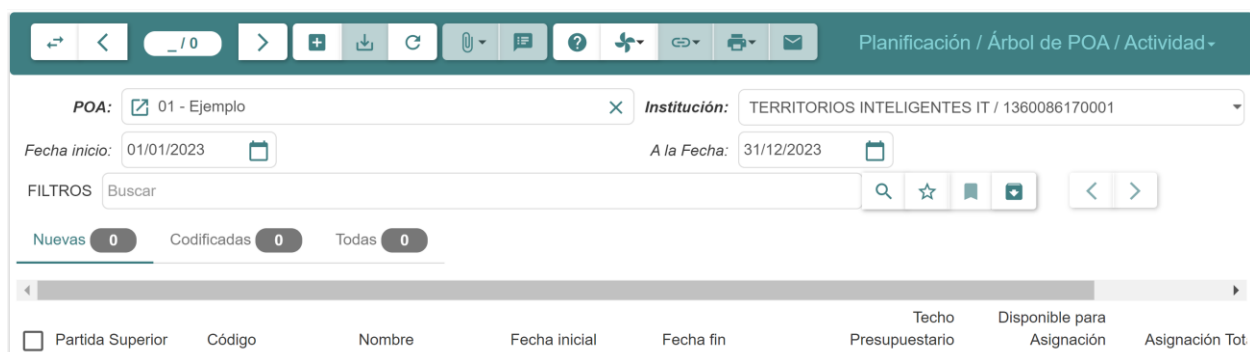 _ / 0
Planificación / Árbol de POA / Actividad
POA: 01 - Ejemplo
Institución: TERRITORIOS INTELIGENTES IT / 1360086170001
Fecha inicio: 01/01/2023
A la Fecha: 31/12/2023
FILTROS Buscar
Nuevas 0 Codificadas 0 Todas 0
Partida Superior Código Nombre Fecha inicial Fecha fin Techo Presupuestario Disponible para Asignación Asignación Tot